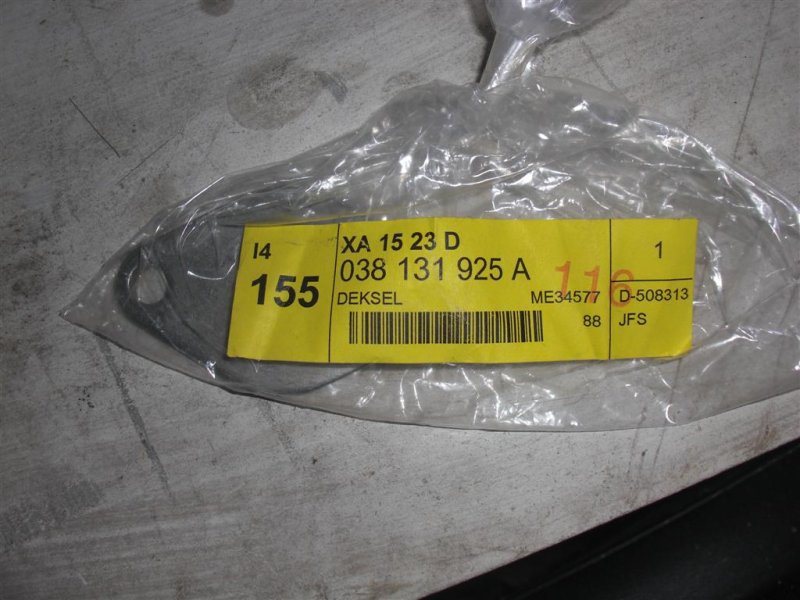 I4
155
XA 15 23 D
038 131 925 A
DEKSEL
ME34577
88
116
1
D-508313
JFS